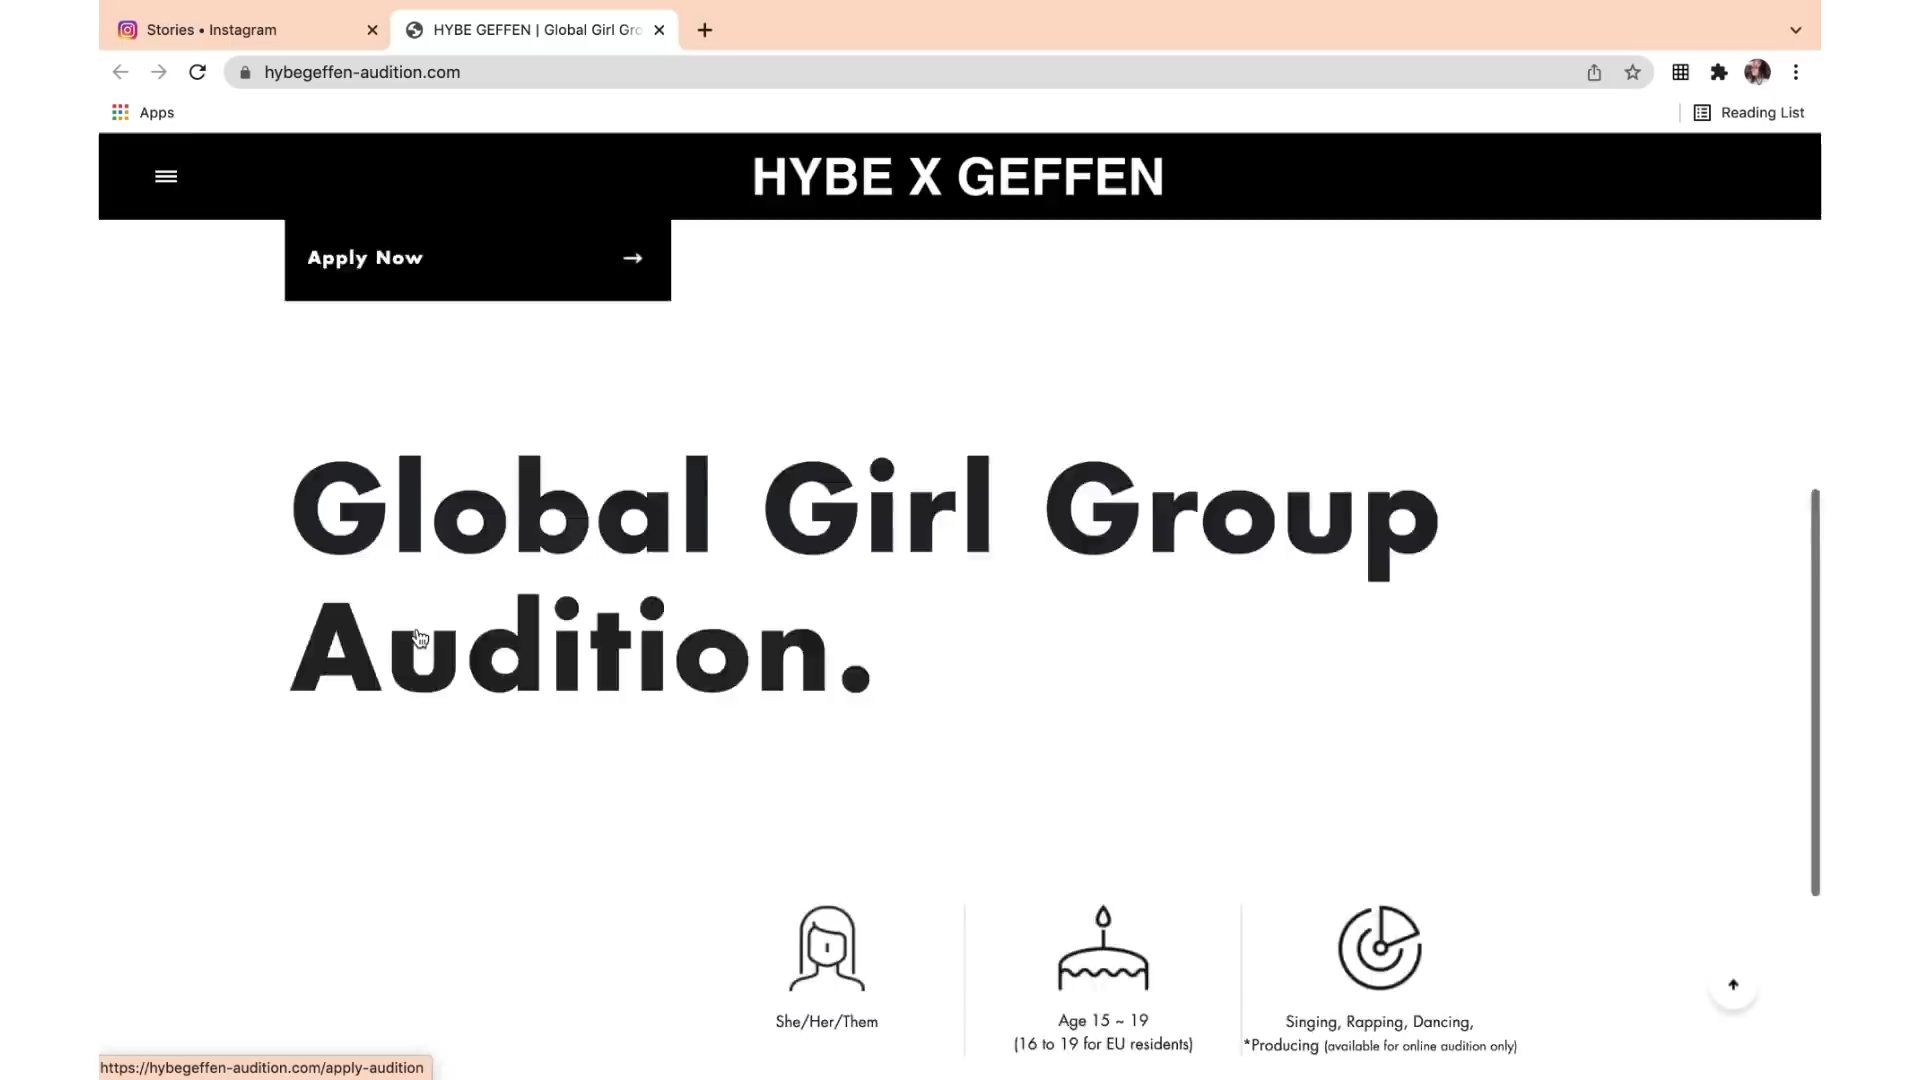 Stories • Instagram
HYBE GEFFEN | Global Girl Gro
hybegeffen-audition.com
Apps
Reading List
HYBE X GEFFEN
Apply Now →
Global Girl Group
Audition.
She/Her/Them
Age 15 ~ 19
(16 to 19 for EU residents)
Singing, Rapping, Dancing,
*Producing (available for online audition only)
https://hybegeffen-audition.com/apply-audition